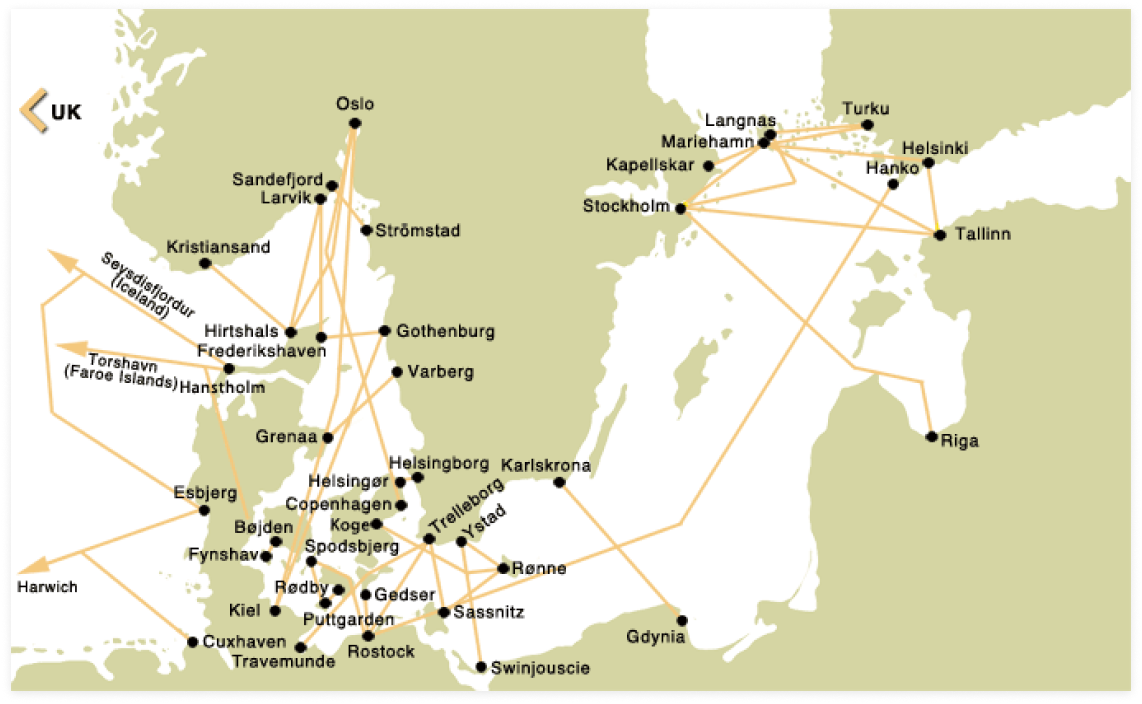 UK
Oslo
Turku
Langnas
Mariehamn
Helsinki
Kapellskar
Hanko
Sandefjord
Larvik
Stockholm
Strömstad
Tallinn
Kristiansand
Seysdisfjordur
(Iceland)
Hirtshals
Gothenburg
Frederikshaven
Torshavn
(Faroe Islands)
Hanstholm
Varberg
Grenaa
Riga
Helsingborg
Karlskrona
Helsingør
Esbjerg
Copenhagen
Trelleborg
Ystad
Koge
Bøjden
Spodsbjerg
Fynshav
Rønne
Harwich
Rødby
Gedser
Kiel
Puttgarden
Sassnitz
Gdynia
Cuxhaven
Travemunde
Rostock
Swinjouscie